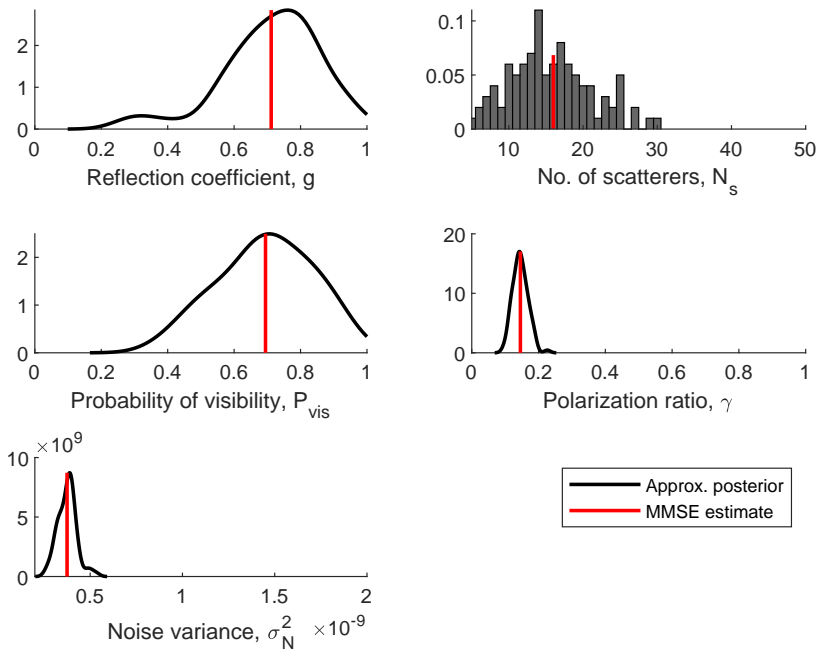 2
1
0
0 0.2 0.4 0.6 0.8 1
Reflection coefficient, g
0.1
0.05
0
10 20 30 40 50
No. of scatterers, N_s
2
1
0
0 0.2 0.4 0.6 0.8 1
Probability of visibility, P_vis
20
10
0
0 0.2 0.4 0.6 0.8 1
Polarization ratio, γ
×10^9
10
5
0
0.5 1 1.5 2
Noise variance, σ_N^2 ×10^-9
Approx. posterior
MMSE estimate